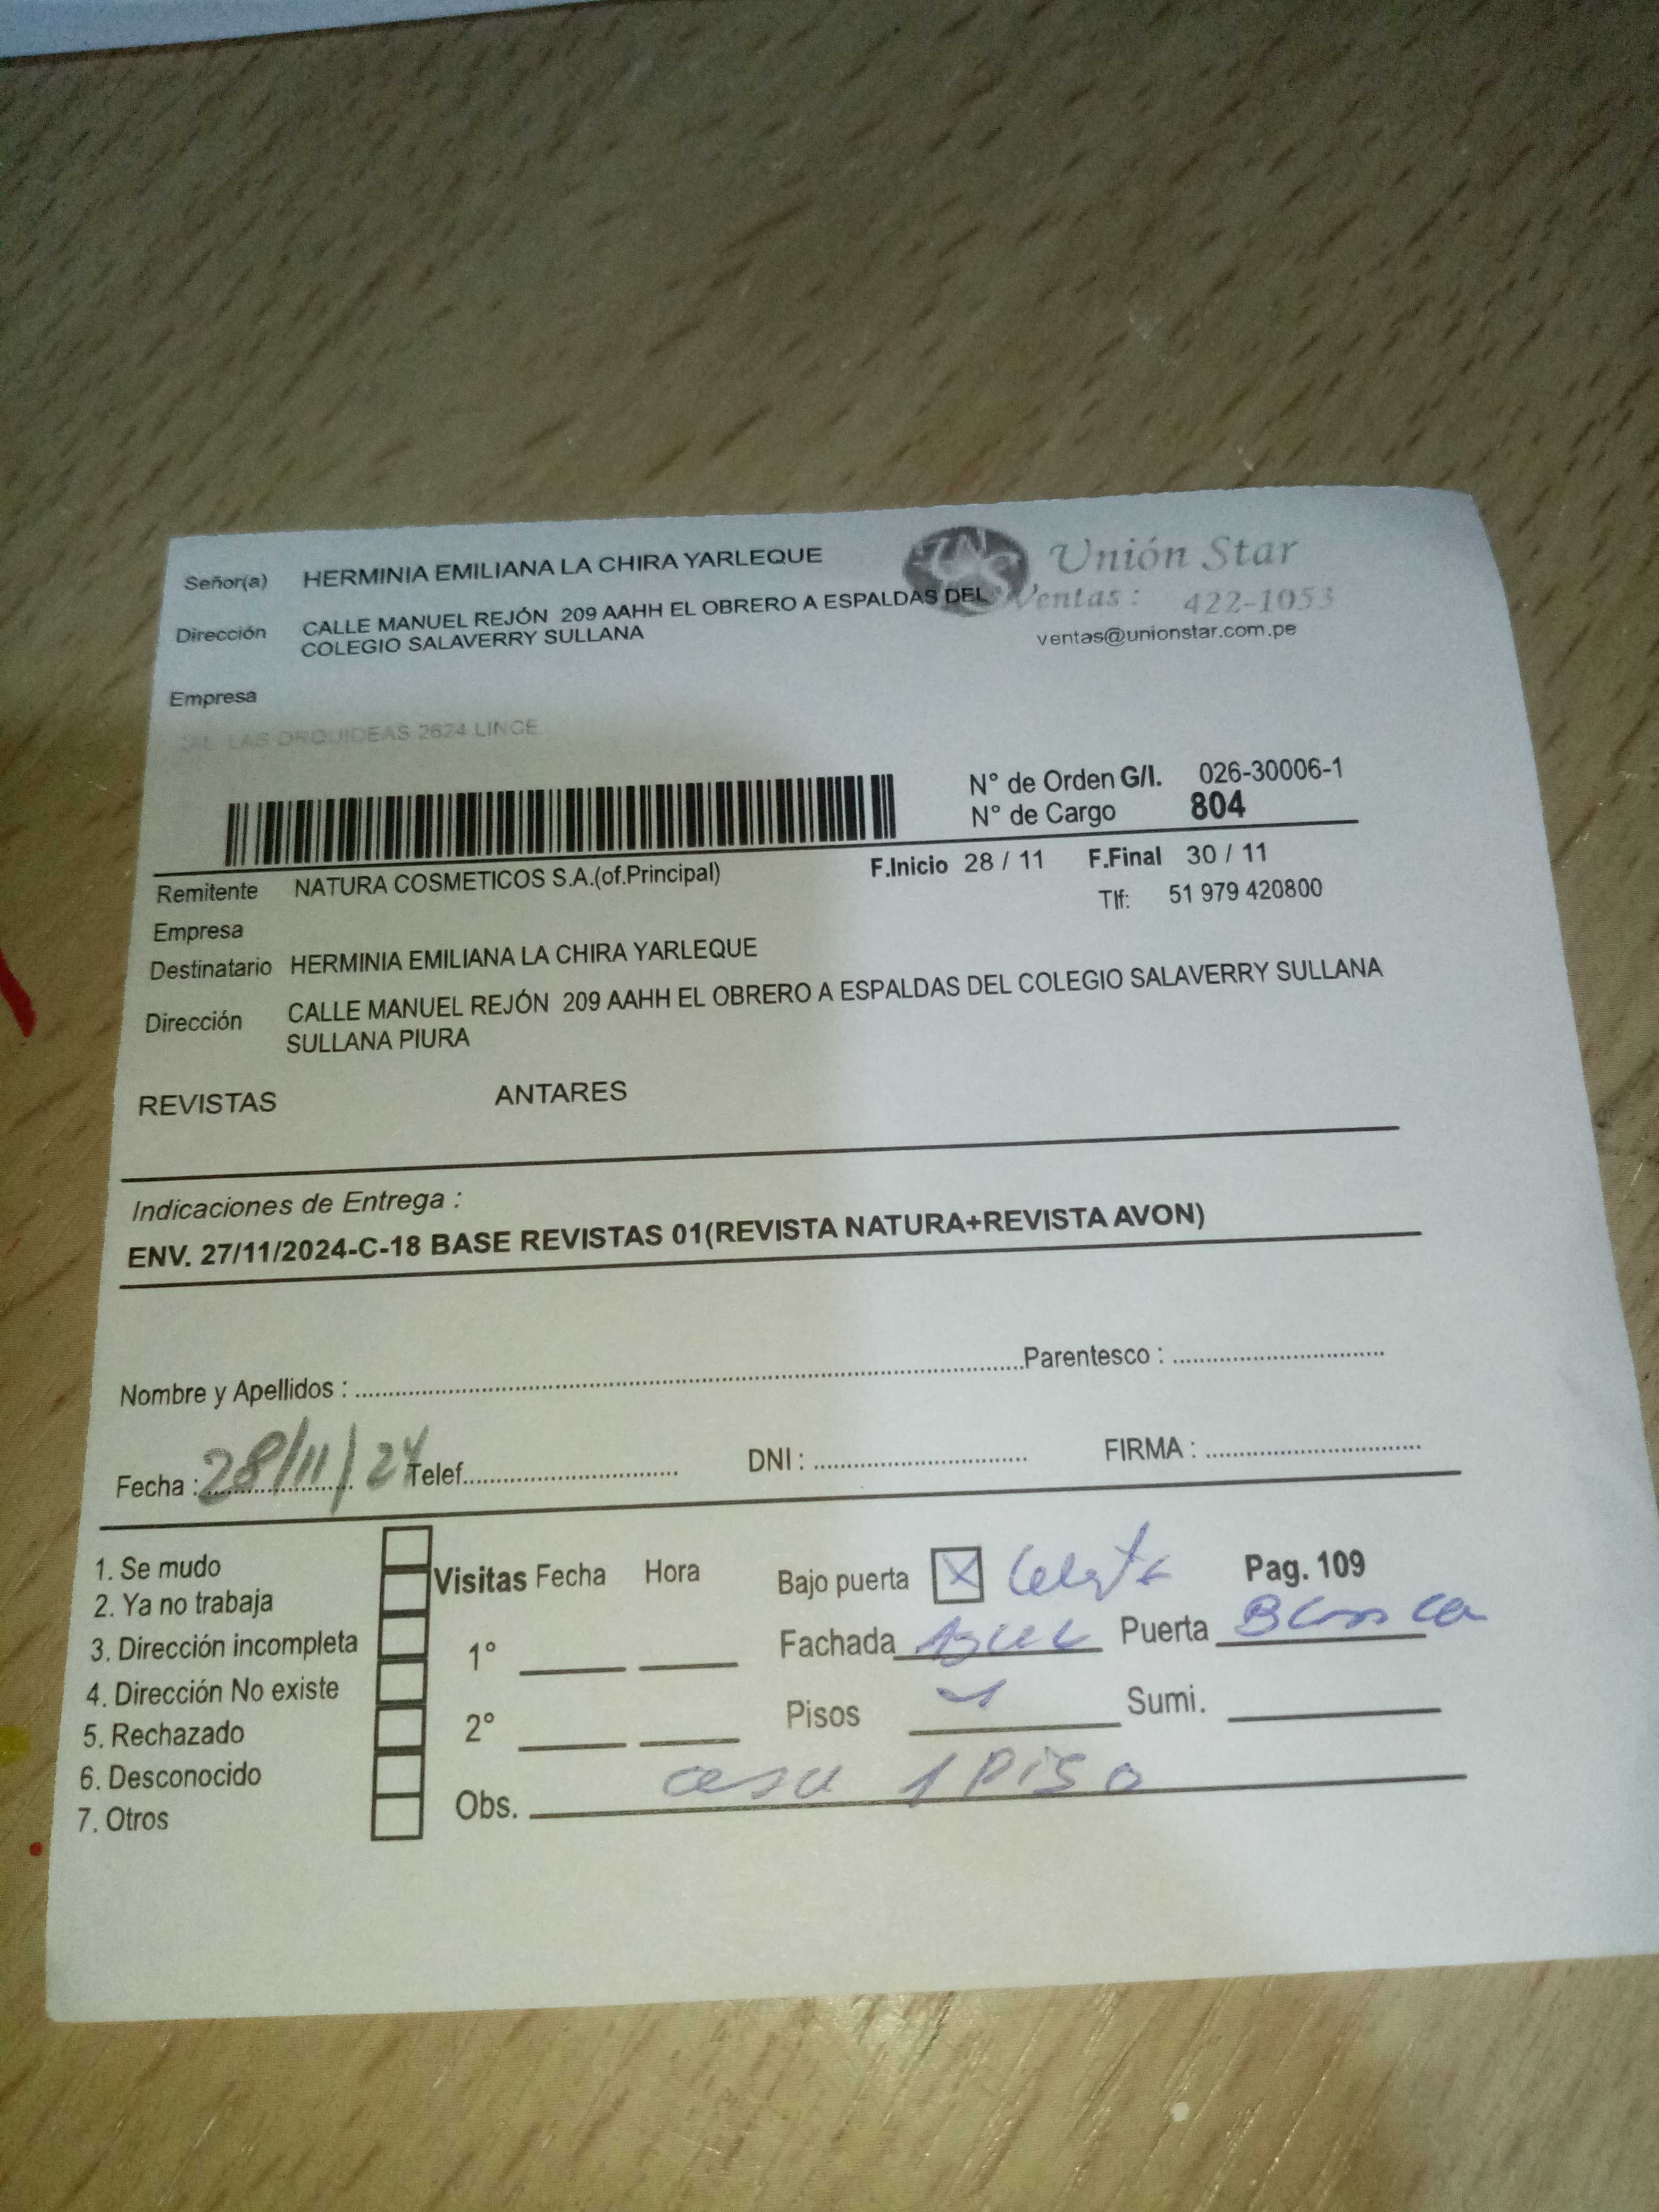 Señor(a) HERMINIA EMILIANA LA CHIRA YARLEQUE
Unión Star
Dirección CALLE MANUEL REJÓN 209 AAHH EL OBRERO A ESPALDAS DEL
COLEGIO SALAVERRY SULLANA
Ventas : 422-1053
ventas@unionstar.com.pe
Empresa
CAL. LAS ORQUIDEAS 2624 LINCE
N° de Orden G/I. 026-30006-1
N° de Cargo 804
Remitente NATURA COSMETICOS S.A.(of.Principal)
F.Inicio 28 / 11 F.Final 30 / 11
Empresa
Tlf: 51 979 420800
Destinatario HERMINIA EMILIANA LA CHIRA YARLEQUE
Dirección CALLE MANUEL REJÓN 209 AAHH EL OBRERO A ESPALDAS DEL COLEGIO SALAVERRY SULLANA
SULLANA PIURA
REVISTAS ANTARES
Indicaciones de Entrega :
ENV. 27/11/2024-C-18 BASE REVISTAS 01(REVISTA NATURA+REVISTA AVON)
Nombre y Apellidos : Parentesco :
Fecha : 28/11/24 Telef. DNI : FIRMA :
1. Se mudo
2. Ya no trabaja
3. Dirección incompleta
4. Dirección No existe
5. Rechazado
6. Desconocido
7. Otros
Visitas Fecha Hora
1°
2°
Bajo puerta X Pag. 109
Fachada Azul Puerta Blanca
Pisos 1 Sumi.
Obs. casa 1 Piso